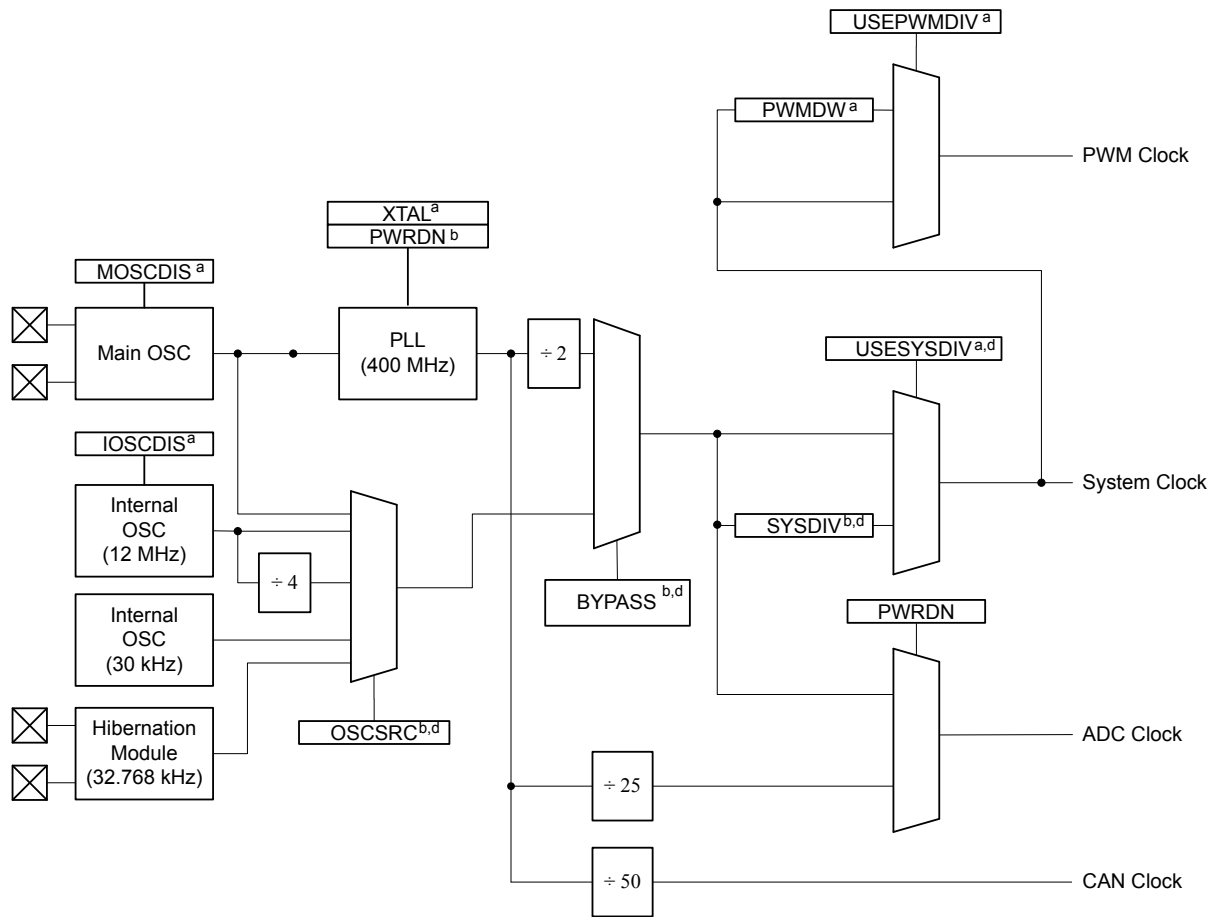 USEPWMDIV a
PWMDW a
PWM Clock
XTAL a
PWRDN b
MOSCDIS a
Main OSC
PLL
(400 MHz)
÷ 2
USESYSDIV a,d
IOSCDIS a
Internal
OSC
(12 MHz)
÷ 4
System Clock
SYSDIV b,d
BYPASS b,d
Internal
OSC
(30 kHz)
PWRDN
OSCSRC b,d
Hibernation
Module
(32.768 kHz)
ADC Clock
÷ 25
÷ 50
CAN Clock